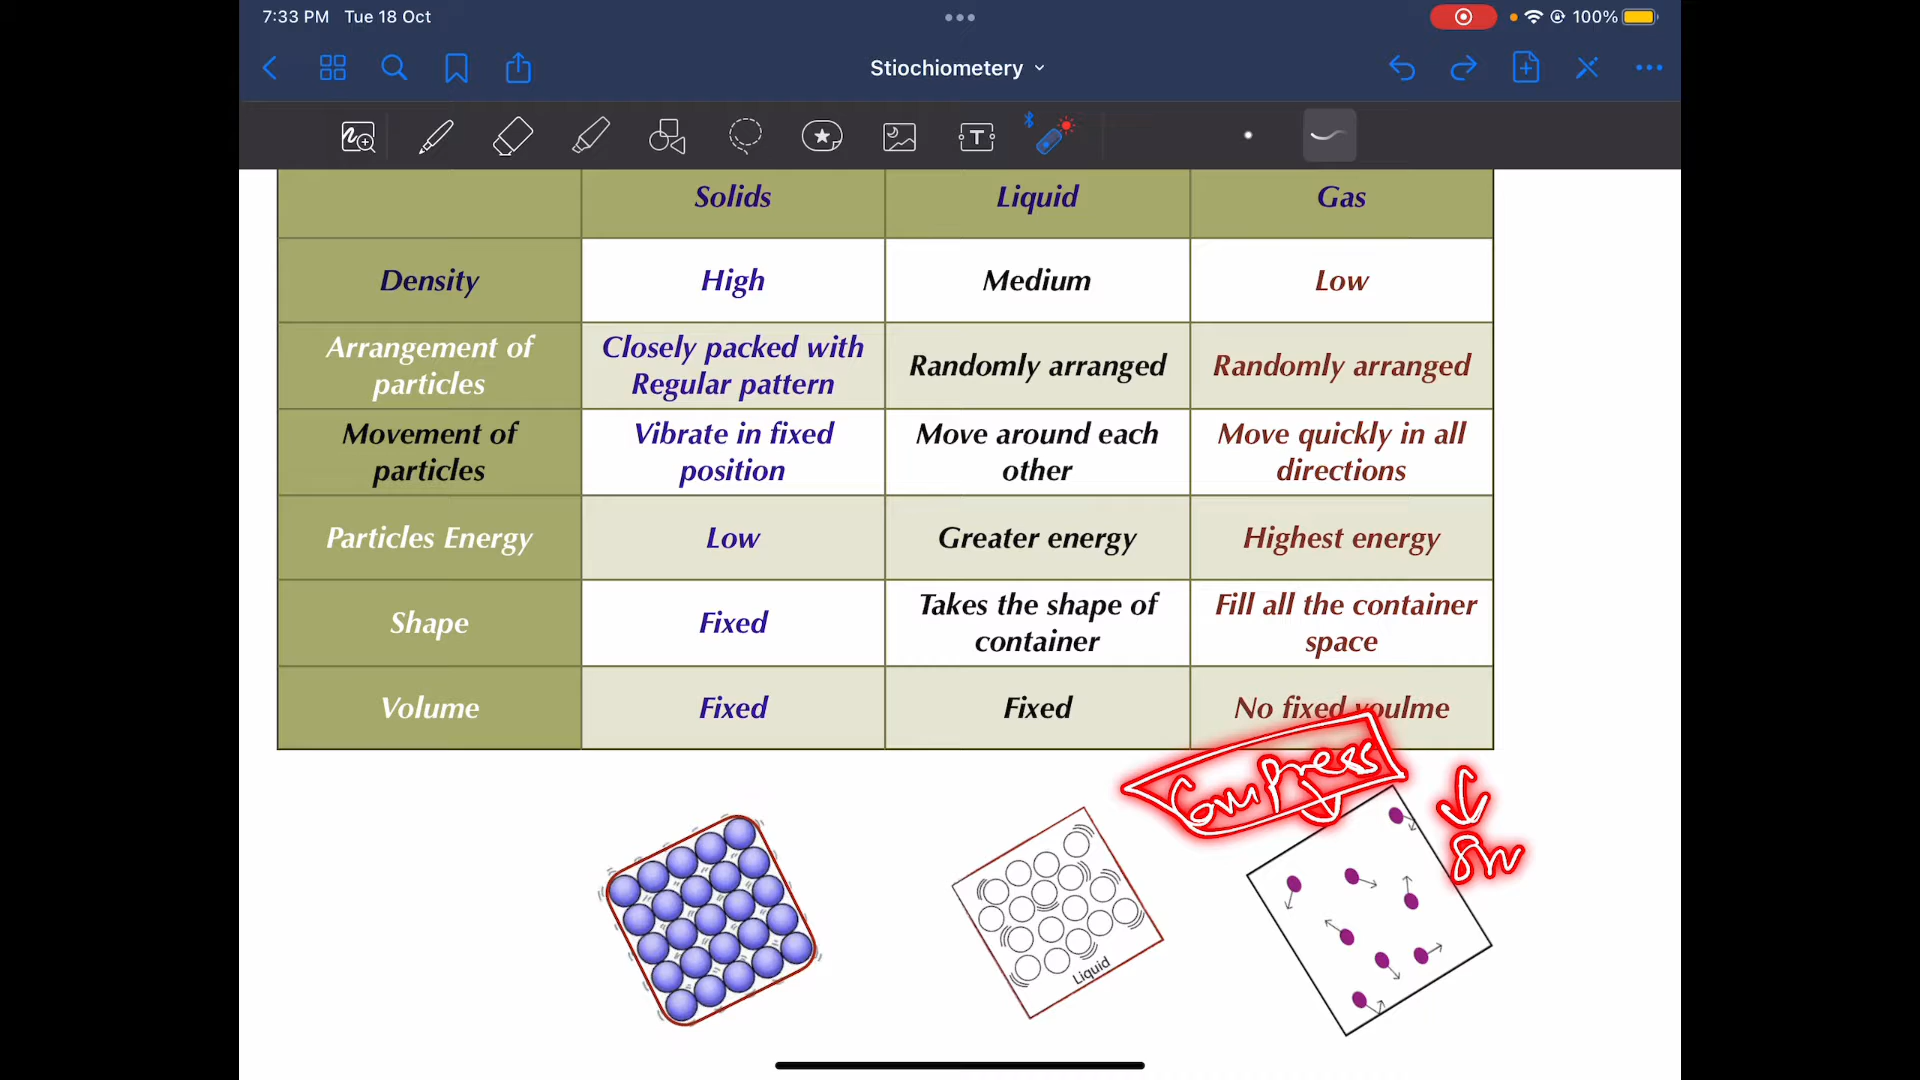 7:33 PM Tue 18 Oct
100%
Stiochiometery
T
Solids Liquid Gas
Density High Medium Low
Arrangement of particles Closely packed with Regular pattern Randomly arranged Randomly arranged
Movement of particles Vibrate in fixed position Move around each other Move quickly in all directions
Particles Energy Low Greater energy Highest energy
Shape Fixed Takes the shape of container Fill all the container space
Volume Fixed Fixed No fixed voulme
Compress
Liquid